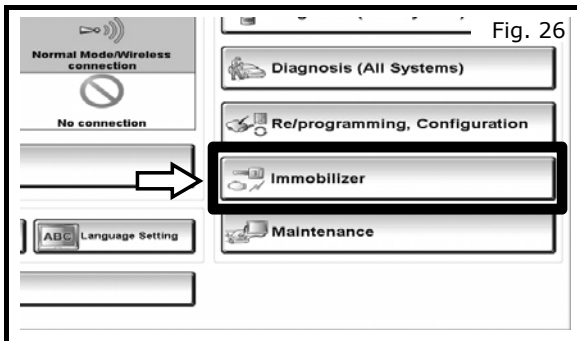 Fig. 26
Normal Mode/Wireless
connection
Diagnosis (All Systems)
No connection
Re/programming, Configuration
Immobilizer
ABC Language Setting
Maintenance